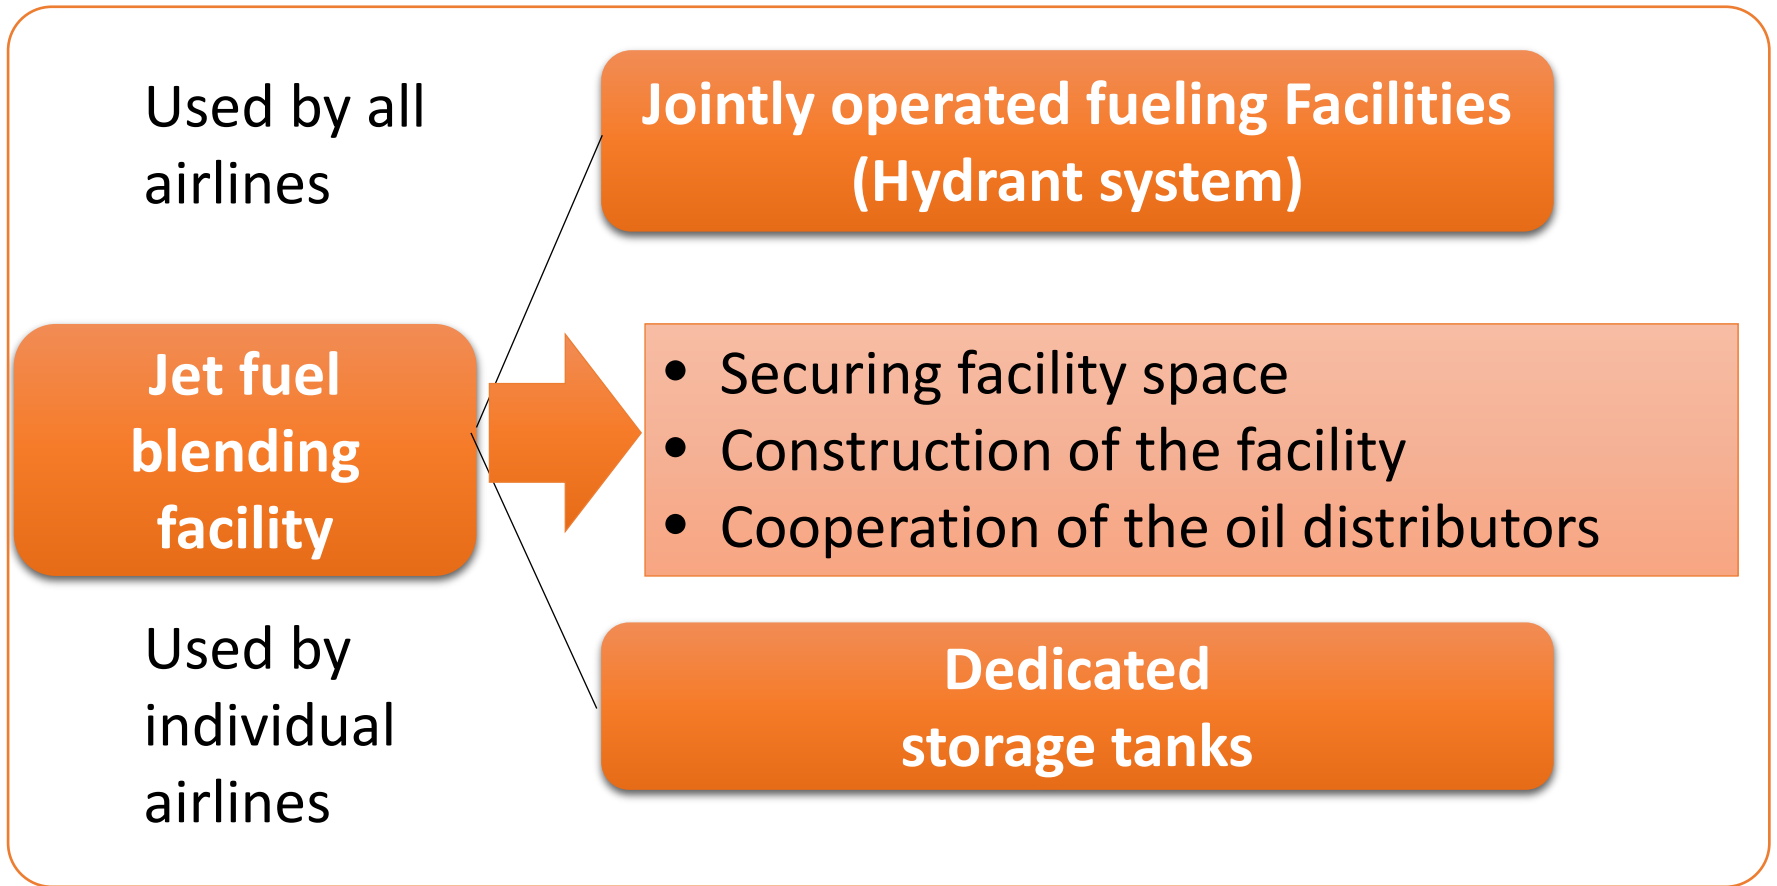 Used by all
airlines
Jointly operated fueling Facilities
(Hydrant system)
Jet fuel
blending
facility
• Securing facility space
• Construction of the facility
• Cooperation of the oil distributors
Used by
individual
airlines
Dedicated
storage tanks